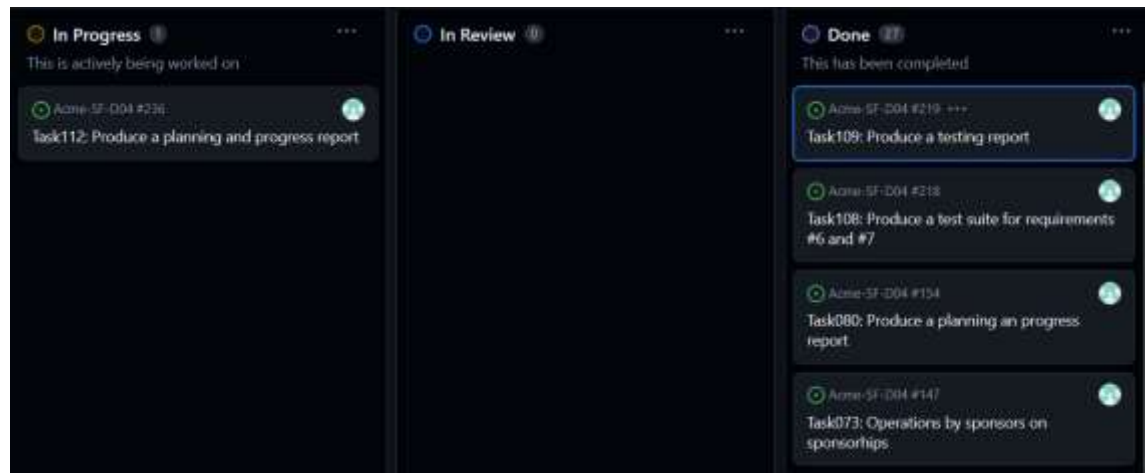 In Progress 1
This is actively being worked on
Acme-SF-D04 #236
Task112: Produce a planning and progress report
In Review 0
Done 27
This has been completed
Acme-SF-D04 #219
Task109: Produce a testing report
Acme-SF-D04 #218
Task108: Produce a test suite for requirements
#6 and #7
Acme-SF-D04 #154
Task080: Produce a planning an progress
report
Acme-SF-D04 #147
Task073: Operations by sponsors on
sponsorhips